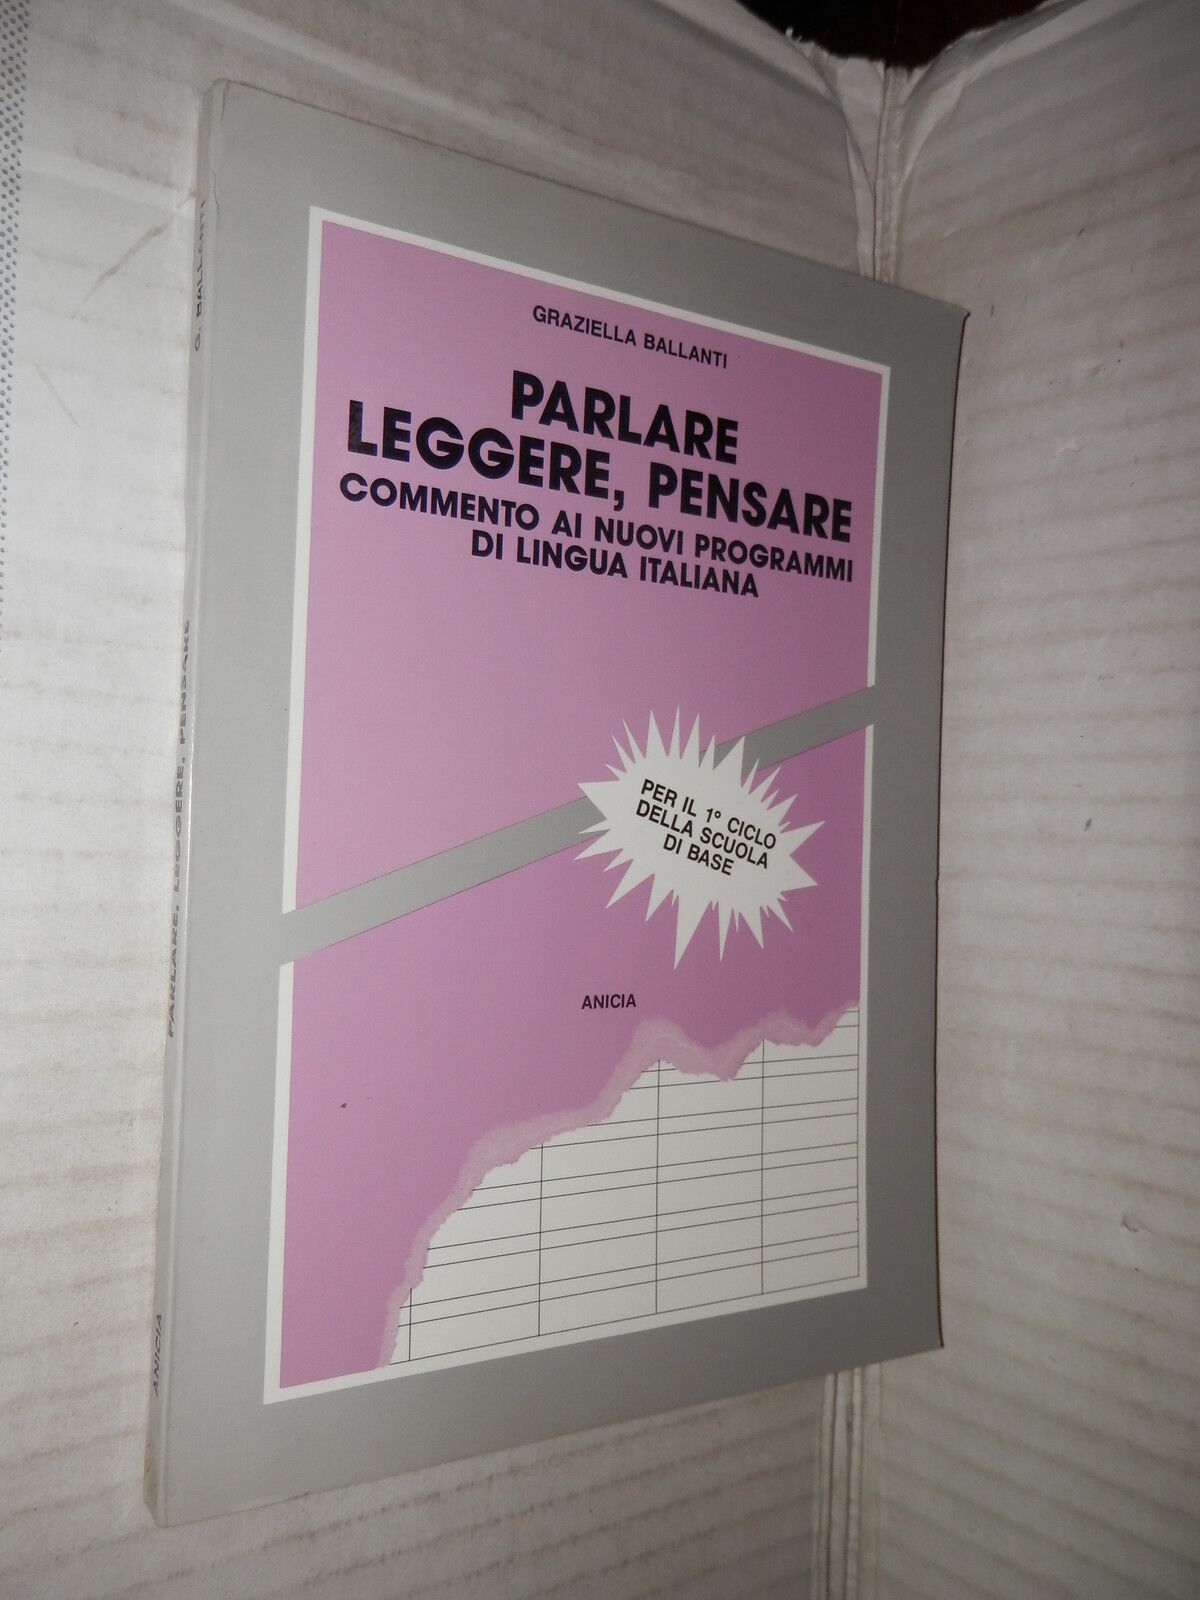 GRAZIELLA BALLANTI
PARLARE
LEGGERE, PENSARE
COMMENTO AI NUOVI PROGRAMMI
DI LINGUA ITALIANA
PER IL 1° CICLO
DELLA SCUOLA
DI BASE
ANICIA
G. BALLANTI
PARLARE, LEGGERE, PENSARE
ANICIA